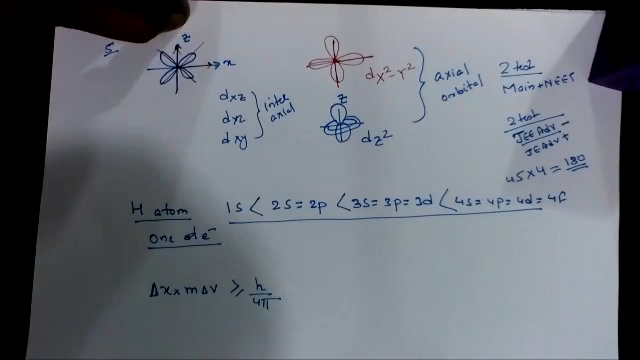 5.
z
x
dxz
dyz
dxy
inter axial
dx²-y²
z
dz²
axial orbital
2 test
Main + NEET
2 test
JEE Adv -
JE Adv +
45 x 4 = 180
H atom
1s < 2s = 2p < 3s = 3p = 3d < 4s = 4p = 4d = 4f
One de⁻
Δx x mΔv ≥ h/4π